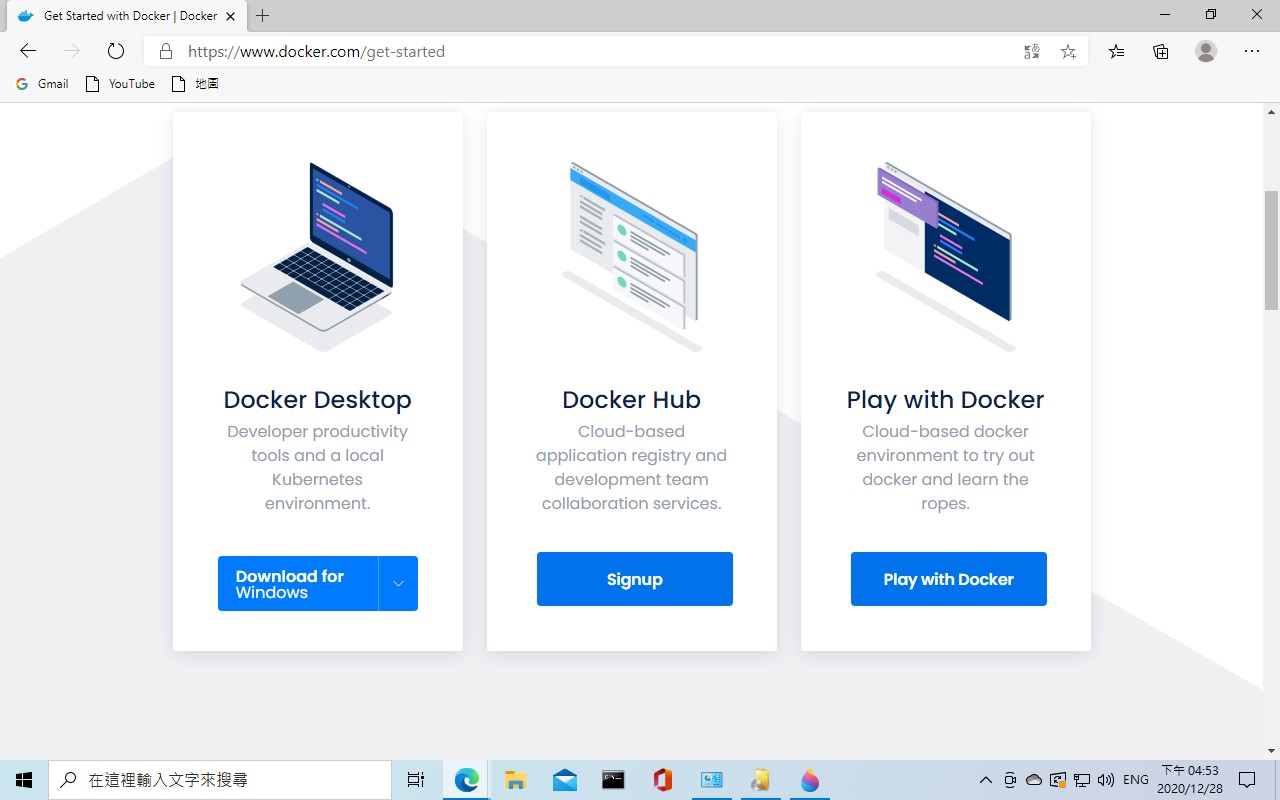 Get Started with Docker | Docker
https://www.docker.com/get-started
Gmail
YouTube
地圖
Docker Desktop
Developer productivity
tools and a local
Kubernetes
environment.
Download for
Windows
Docker Hub
Cloud-based
application registry and
development team
collaboration services.
Signup
Play with Docker
Cloud-based docker
environment to try out
docker and learn the
ropes.
Play with Docker
在這裡輸入文字來搜尋
ENG
下午 04:53
2020/12/28